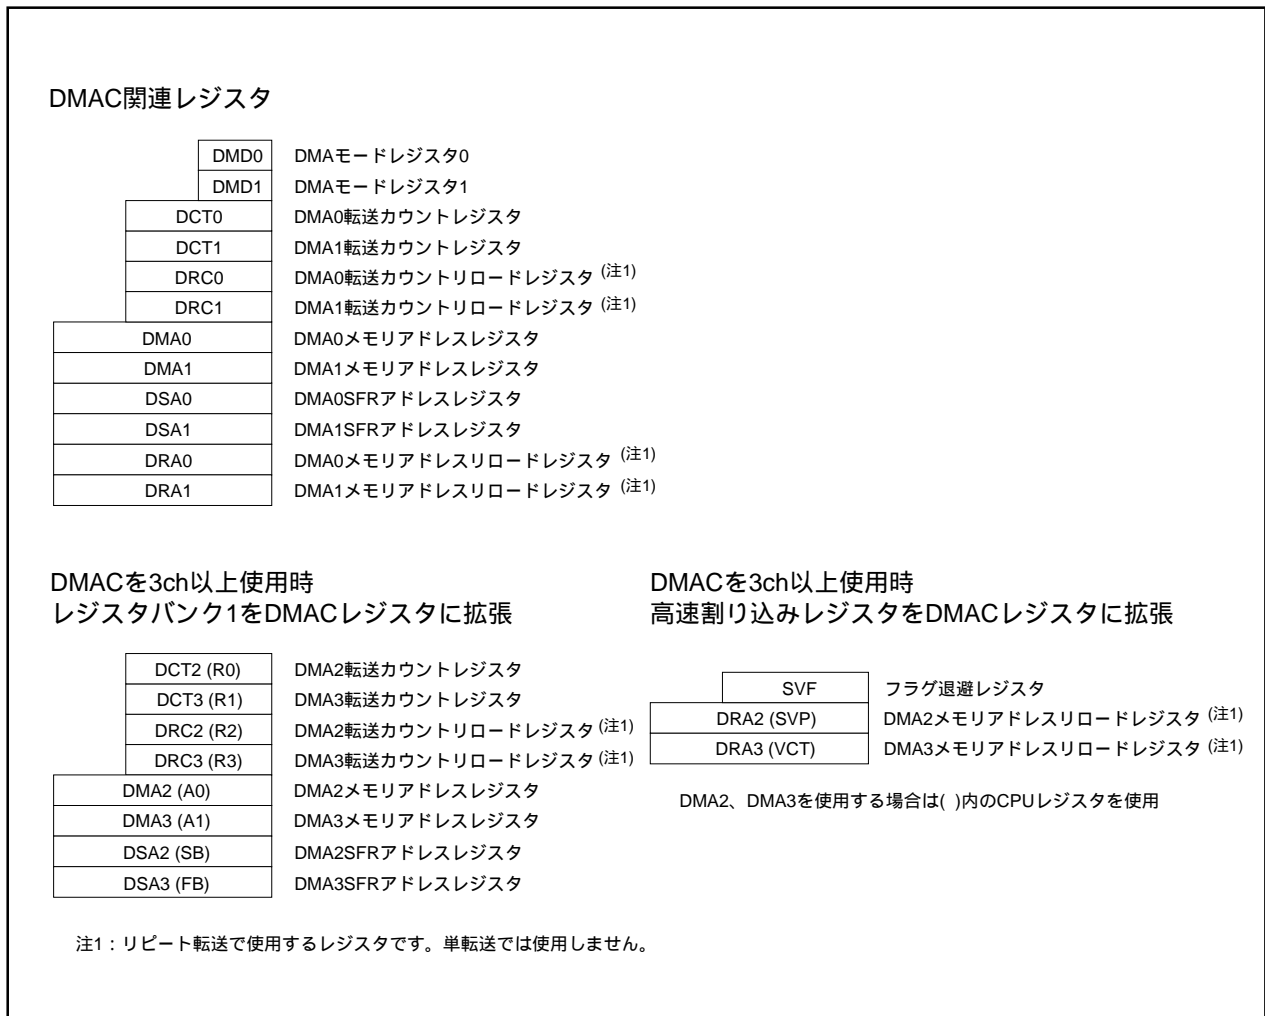 DMAC関連レジスタ
DMD0 DMAモードレジスタ0
DMD1 DMAモードレジスタ1
DCT0 DMA0転送カウントレジスタ
DCT1 DMA1転送カウントレジスタ
DRC0 DMA0転送カウントリロードレジスタ (注1)
DRC1 DMA1転送カウントリロードレジスタ (注1)
DMA0 DMA0メモリアドレスレジスタ
DMA1 DMA1メモリアドレスレジスタ
DSA0 DMA0SFRアドレスレジスタ
DSA1 DMA1SFRアドレスレジスタ
DRA0 DMA0メモリアドレスリロードレジスタ (注1)
DRA1 DMA1メモリアドレスリロードレジスタ (注1)
DMACを3ch以上使用時
レジスタバンク1をDMACレジスタに拡張
DCT2 (R0) DMA2転送カウントレジスタ
DCT3 (R1) DMA3転送カウントレジスタ
DRC2 (R2) DMA2転送カウントリロードレジスタ (注1)
DRC3 (R3) DMA3転送カウントリロードレジスタ (注1)
DMA2 (A0) DMA2メモリアドレスレジスタ
DMA3 (A1) DMA3メモリアドレスレジスタ
DSA2 (SB) DMA2SFRアドレスレジスタ
DSA3 (FB) DMA3SFRアドレスレジスタ
DMACを3ch以上使用時
高速割り込みレジスタをDMACレジスタに拡張
SVF フラグ退避レジスタ
DRA2 (SVP) DMA2メモリアドレスリロードレジスタ (注1)
DRA3 (VCT) DMA3メモリアドレスリロードレジスタ (注1)
DMA2、DMA3を使用する場合は( )内のCPUレジスタを使用
注1：リピート転送で使用するレジスタです。単転送では使用しません。